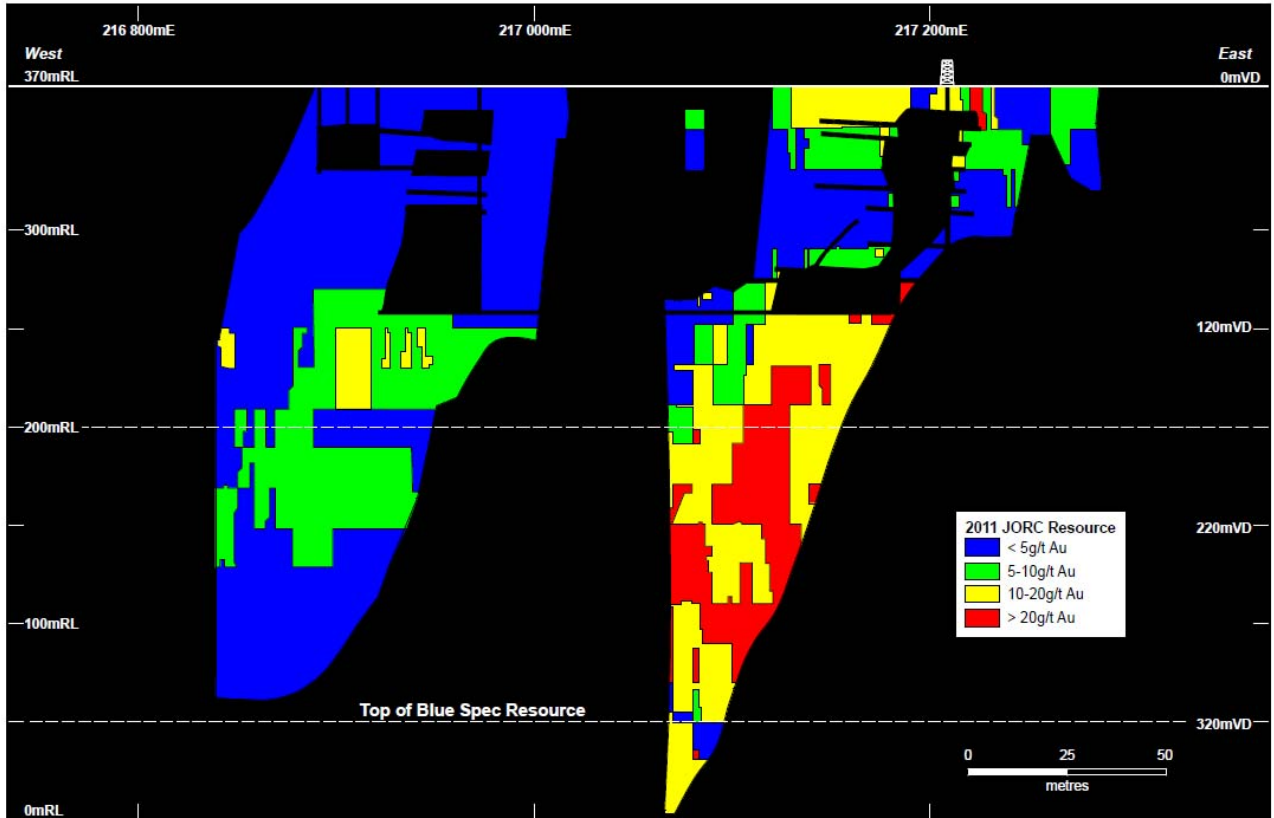 216 800mE
217 000mE
217 200mE
West
East
370mRL
0mVD
300mRL
120mVD
200mRL
220mVD
2011 JORC Resource
< 5g/t Au
5-10g/t Au
10-20g/t Au
> 20g/t Au
100mRL
Top of Blue Spec Resource
320mVD
0
25
50
metres
0mRL